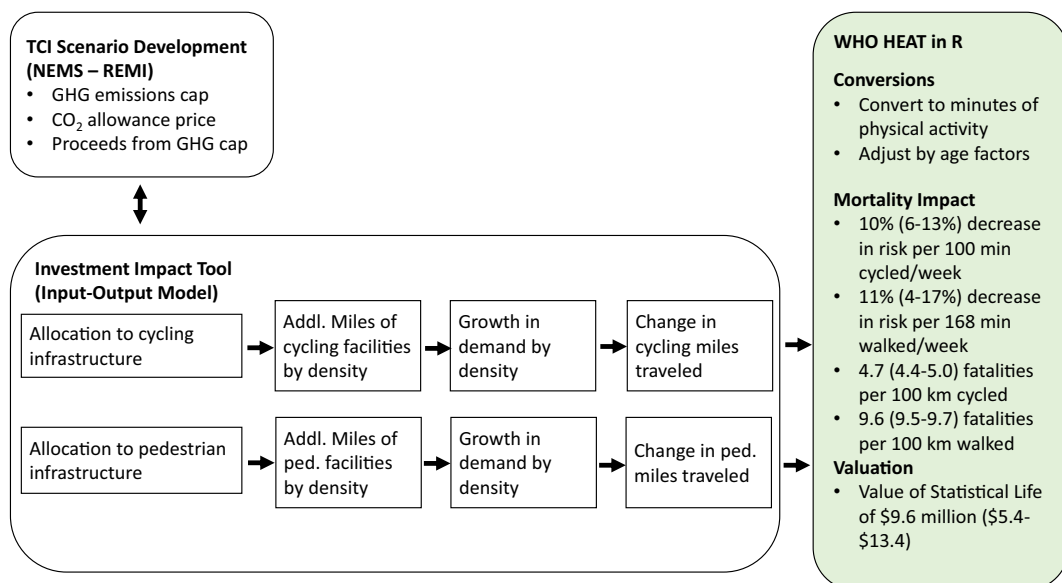 TCI Scenario Development
(NEMS – REMI)
• GHG emissions cap
• CO₂ allowance price
• Proceeds from GHG cap
Investment Impact Tool
(Input-Output Model)
Allocation to cycling
infrastructure
Addl. Miles of
cycling facilities
by density
Growth in
demand by
density
Change in
cycling miles
traveled
Allocation to pedestrian
infrastructure
Addl. Miles of
ped. facilities
by density
Growth in
demand by
density
Change in ped.
miles traveled
WHO HEAT in R
Conversions
• Convert to minutes of
physical activity
• Adjust by age factors
Mortality Impact
• 10% (6-13%) decrease
in risk per 100 min
cycled/week
• 11% (4-17%) decrease
in risk per 168 min
walked/week
• 4.7 (4.4-5.0) fatalities
per 100 km cycled
• 9.6 (9.5-9.7) fatalities
per 100 km walked
Valuation
• Value of Statistical Life
of $9.6 million ($5.4-
$13.4)